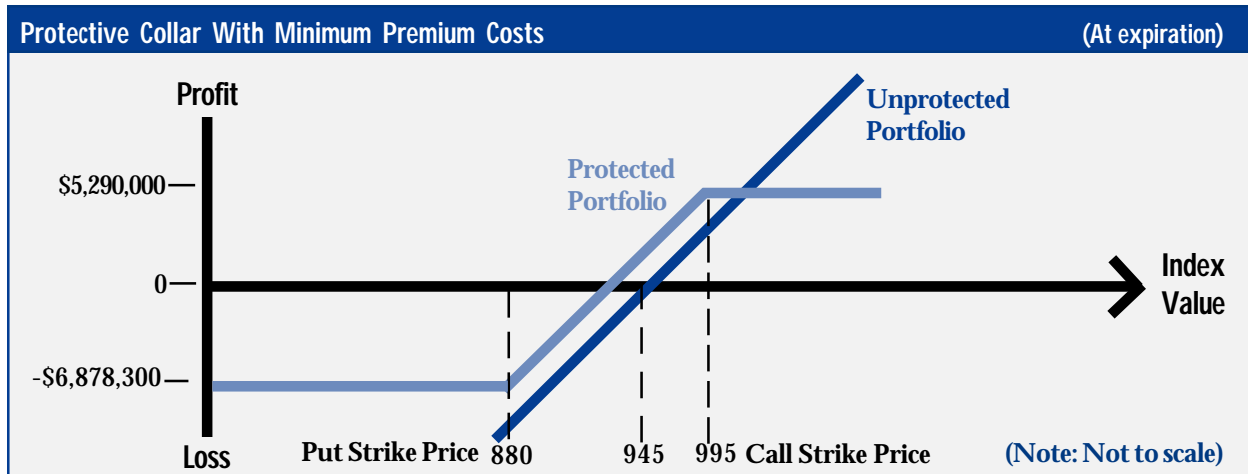 Protective Collar With Minimum Premium Costs (At expiration)
Profit
Unprotected
Portfolio
Protected
Portfolio
$5,290,000
0
Index
Value
-$6,878,300
Loss
Put Strike Price 880 945 995 Call Strike Price (Note: Not to scale)